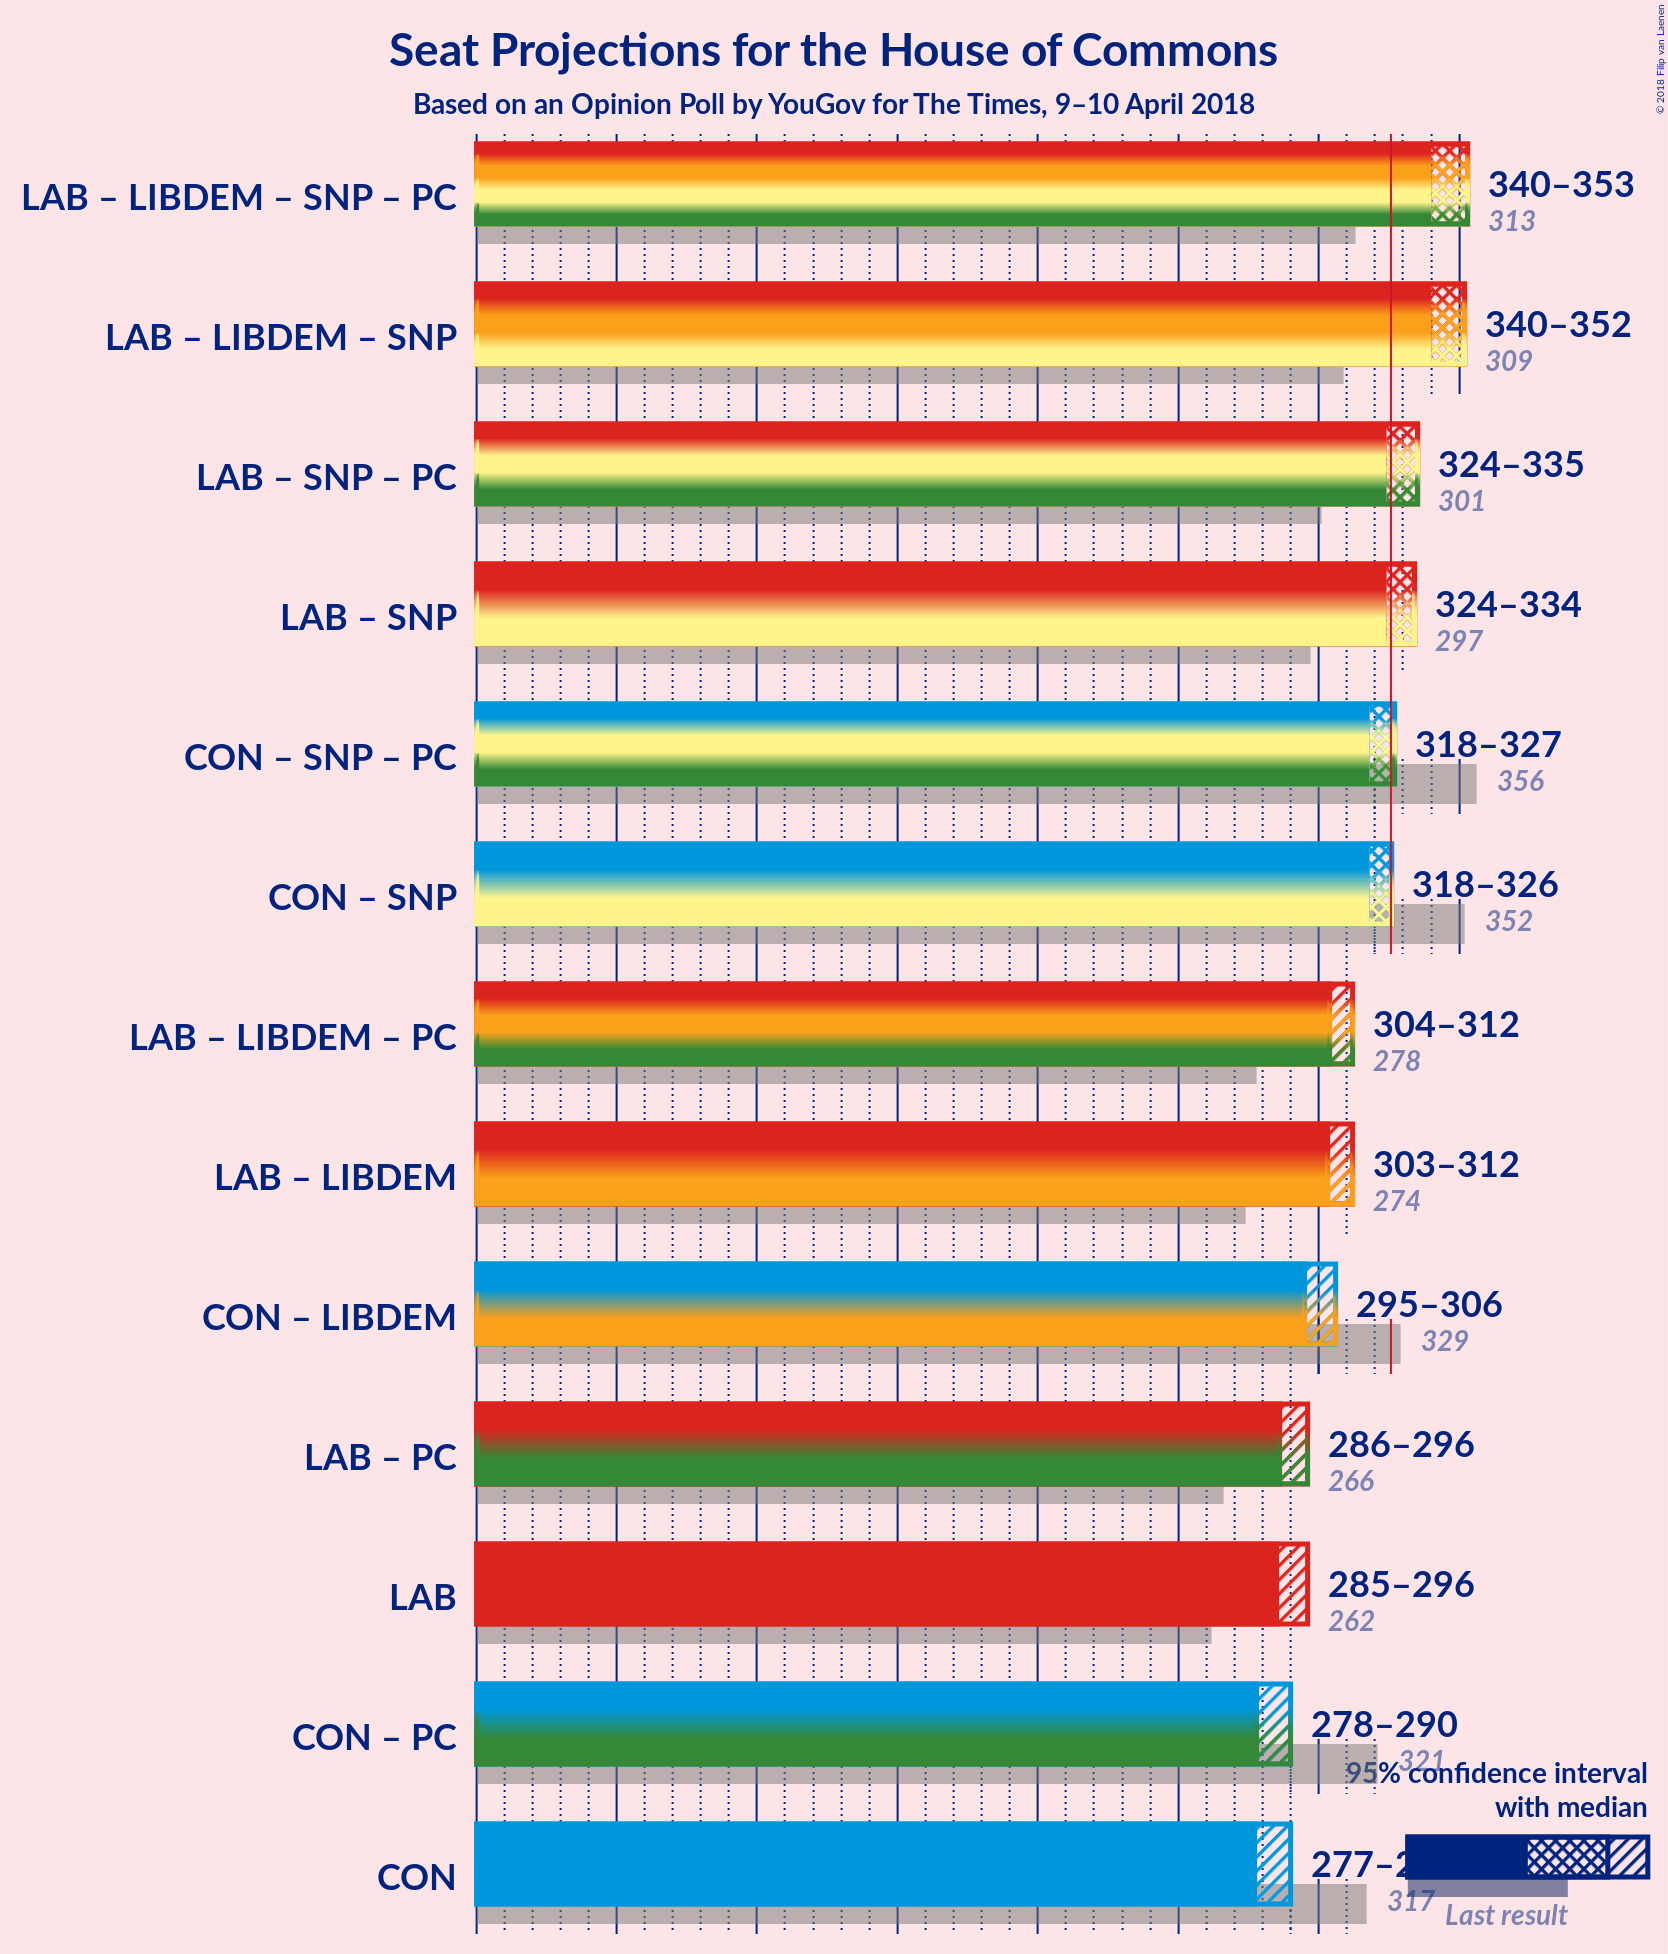 Seat Projections for the House of Commons
Based on an Opinion Poll by YouGov for The Times, 9–10 April 2018
© 2018 Filip van Laenen
LAB – LIBDEM – SNP – PC
340–353
313
LAB – LIBDEM – SNP
340–352
309
LAB – SNP – PC
324–335
301
LAB – SNP
324–334
297
CON – SNP – PC
318–327
356
CON – SNP
318–326
352
LAB – LIBDEM – PC
304–312
278
LAB – LIBDEM
303–312
274
CON – LIBDEM
295–306
329
LAB – PC
286–296
266
LAB
285–296
262
CON – PC
278–290
321
95% confidence interval
with median
CON
277–2
317
Last result